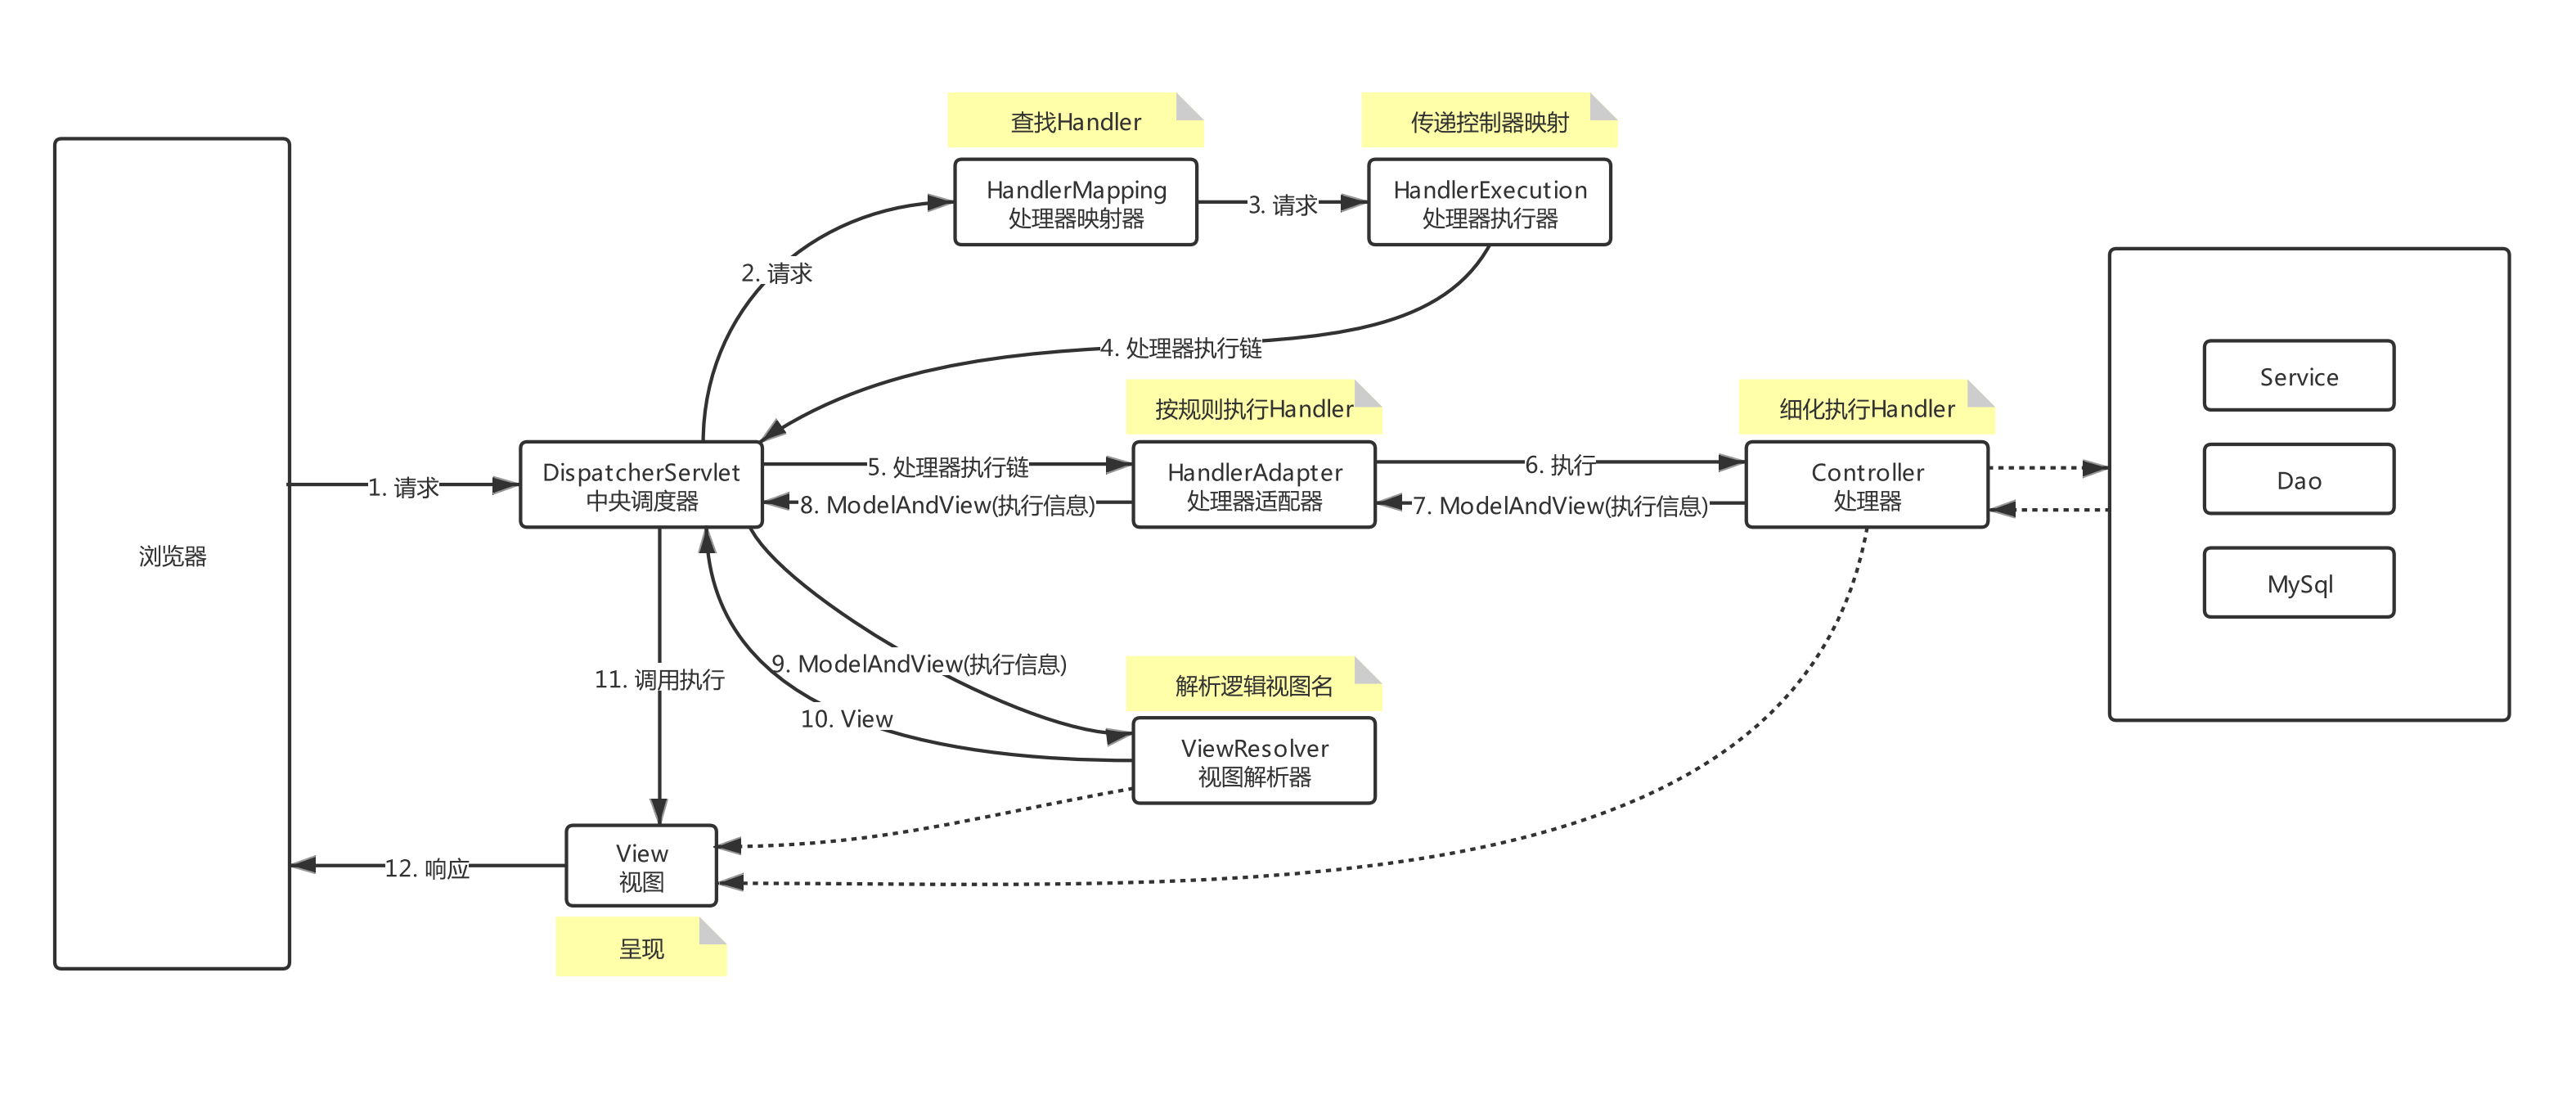 查找Handler
传递控制器映射
HandlerMapping
处理器映射器
3. 请求
HandlerExecution
处理器执行器
2. 请求
4. 处理器执行链
按规则执行Handler
细化执行Handler
Service
1. 请求
DispatcherServlet
中央调度器
5. 处理器执行链
8. ModelAndView(执行信息)
HandlerAdapter
处理器适配器
6. 执行
7. ModelAndView(执行信息)
Controller
处理器
Dao
浏览器
MySql
11. 调用执行
9. ModelAndView(执行信息)
10. View
解析逻辑视图名
ViewResolver
视图解析器
12. 响应
View
视图
呈现